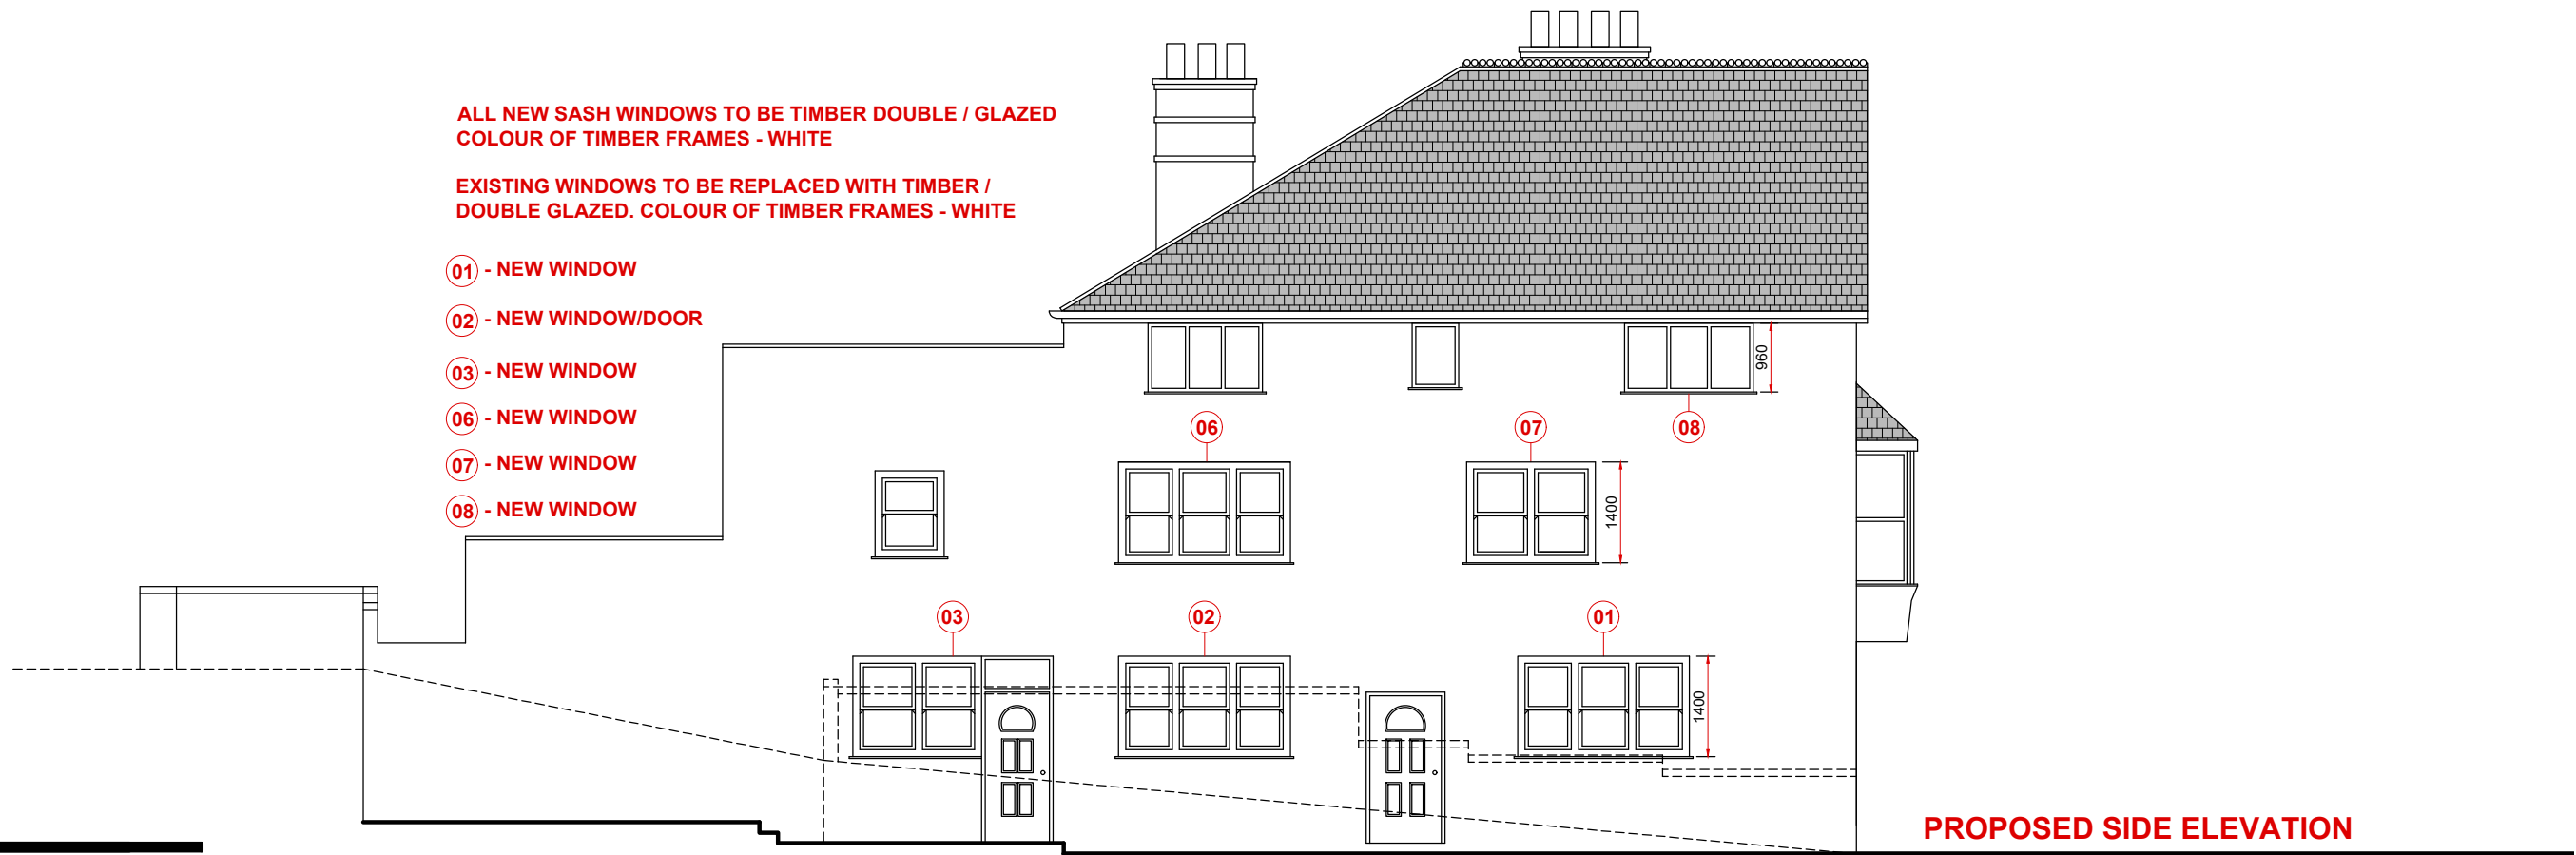 ALL NEW SASH WINDOWS TO BE TIMBER DOUBLE / GLAZED
COLOUR OF TIMBER FRAMES - WHITE
EXISTING WINDOWS TO BE REPLACED WITH TIMBER /
DOUBLE GLAZED. COLOUR OF TIMBER FRAMES - WHITE
01 - NEW WINDOW
02 - NEW WINDOW/DOOR
03 - NEW WINDOW
06 - NEW WINDOW
07 - NEW WINDOW
08 - NEW WINDOW
960
06
07
08
1400
03
02
01
1400
PROPOSED SIDE ELEVATION